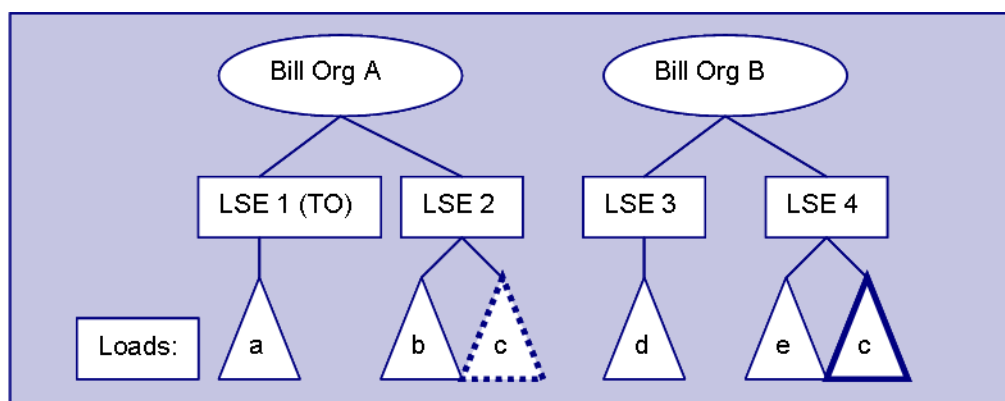 Bill Org A
Bill Org B
LSE 1 (TO)
LSE 2
LSE 3
LSE 4
Loads:
a
b
c
d
e
c